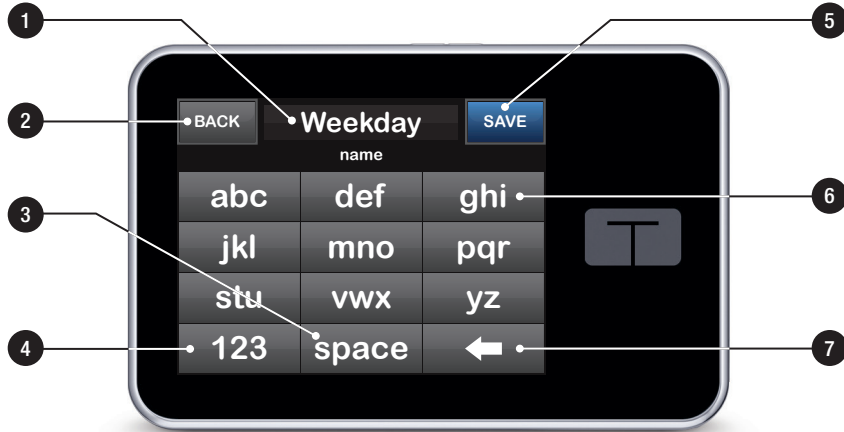 1
5
2
BACK
Weekday
SAVE
name
abc
def
ghi
6
3
jkl
mno
pqr
stu
vwx
yz
4
123
space
7
T